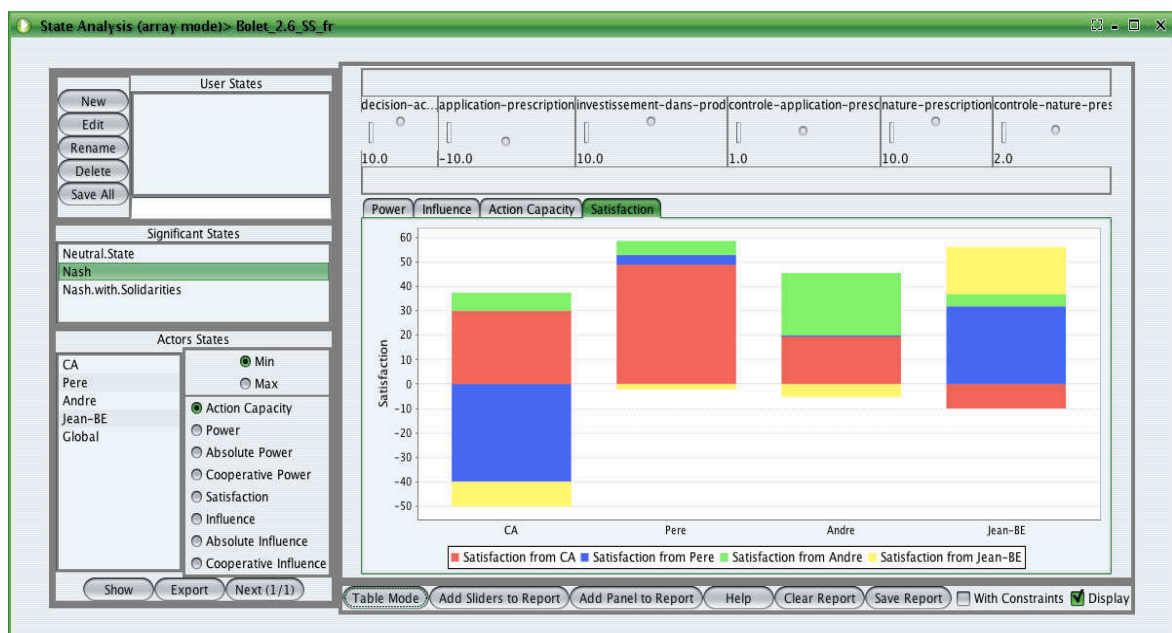 State Analysis (array mode)> Bolet_2.6_SS_fr
User States
New
Edit
Rename
Delete
Save All
Significant States
Neutral.State
Nash
Nash.with.Solidarities
Actors States
CA
Pere
Andre
Jean-BE
Global
Min
Max
Action Capacity
Power
Absolute Power
Cooperative Power
Satisfaction
Influence
Absolute Influence
Cooperative Influence
Show Export Next (1/1)
decision-ac... application-prescription investissement-dans-prod controle-application-presc nature-prescription controle-nature-pres
10.0 -10.0 10.0 1.0 10.0 2.0
Power Influence Action Capacity Satisfaction
Satisfaction
60
50
40
30
20
10
0
-10
-20
-30
-40
-50
CA Pere Andre Jean-BE
Satisfaction from CA Satisfaction from Pere Satisfaction from Andre Satisfaction from Jean-BE
Table Mode Add Sliders to Report Add Panel to Report Help Clear Report Save Report With Constraints Display